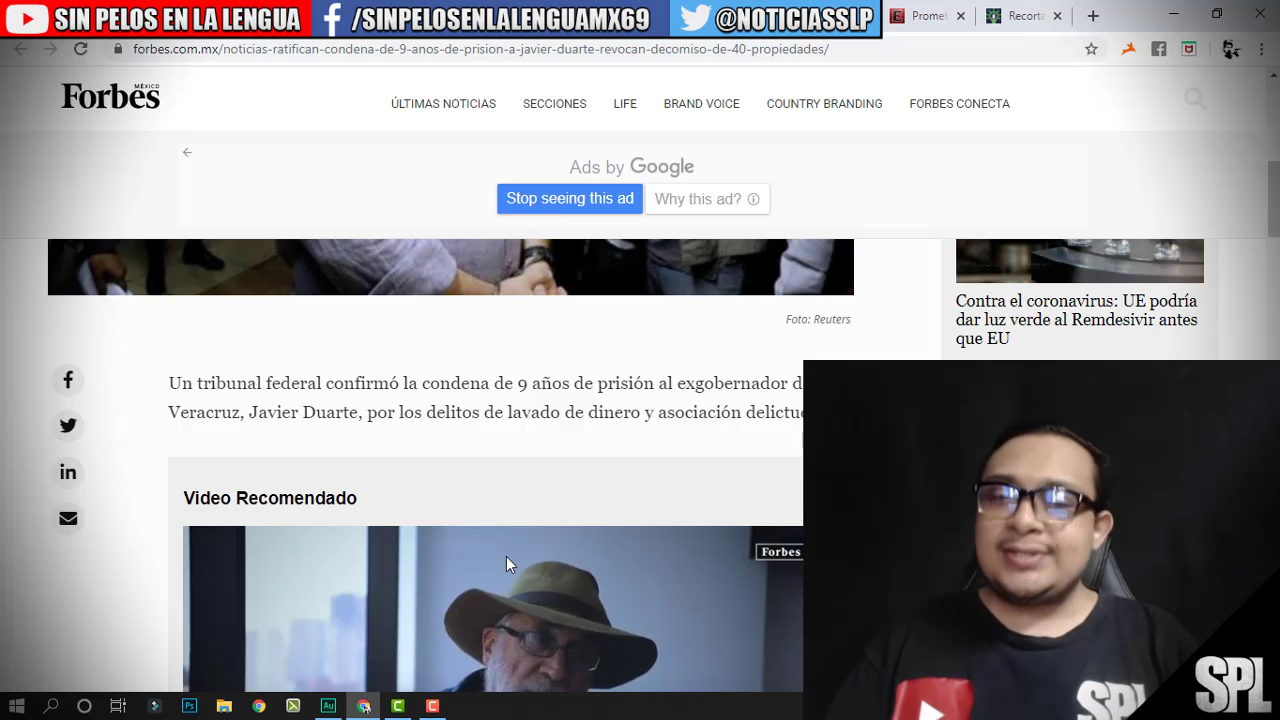 SIN PELOS EN LA LENGUA
/SINPELOSENLALENGUAMX69
@NOTICIASSLP
Promet
Recorta
forbes.com.mx/noticias-ratifican-condena-de-9-anos-de-prision-a-javier-duarte-revocan-decomiso-de-40-propiedades/
Forbes
MÉXICO
ÚLTIMAS NOTICIAS
SECCIONES
LIFE
BRAND VOICE
COUNTRY BRANDING
FORBES CONECTA
Ads by Google
Stop seeing this ad
Why this ad?
Foto: Reuters
Contra el coronavirus: UE podría
dar luz verde al Remdesivir antes
que EU
Un tribunal federal confirmó la condena de 9 años de prisión al exgobernador d
Veracruz, Javier Duarte, por los delitos de lavado de dinero y asociación delictu
Video Recomendado
Forbes
Ps
Au
SPL
SPL